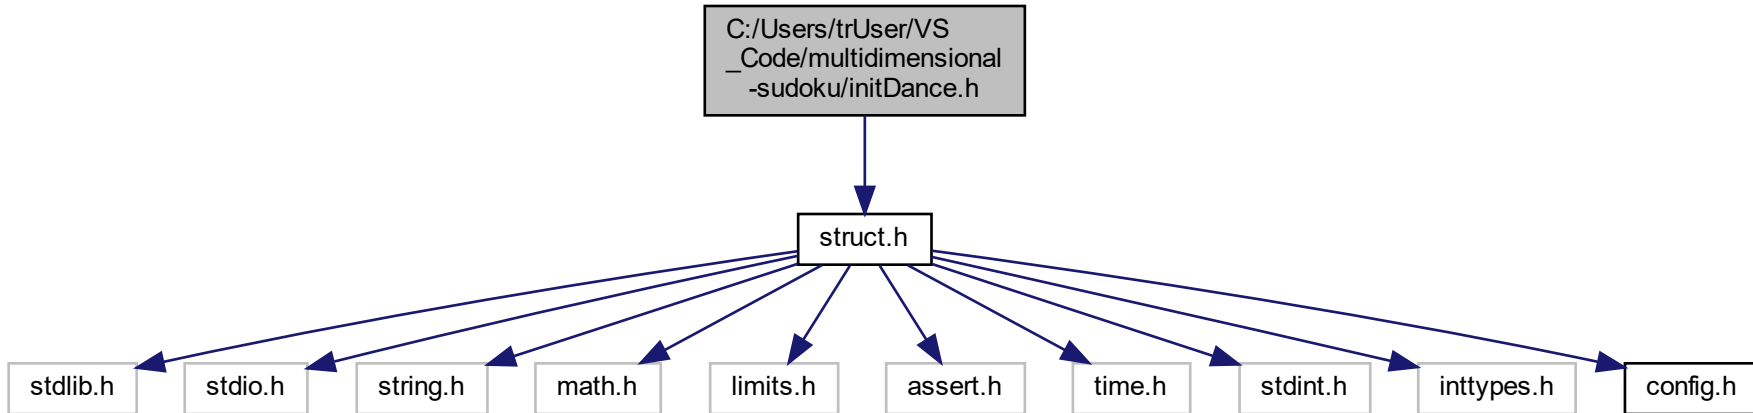 C:/Users/trUser/VS
_Code/multidimensional
-sudoku/initDance.h
struct.h
stdlib.h
stdio.h
string.h
math.h
limits.h
assert.h
time.h
stdint.h
inttypes.h
config.h